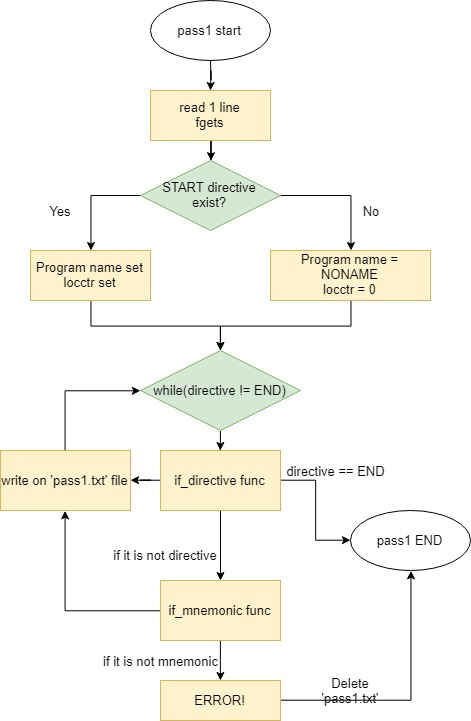 pass1 start
read 1 line
fgets
START directive
exist?
Yes
No
Program name set
locctr set
Program name =
NONAME
locctr = 0
while(directive != END)
write on 'pass1.txt' file
if_directive func
directive == END
pass1 END
if it is not directive
if_mnemonic func
if it is not mnemonic
ERROR!
Delete
'pass1.txt'